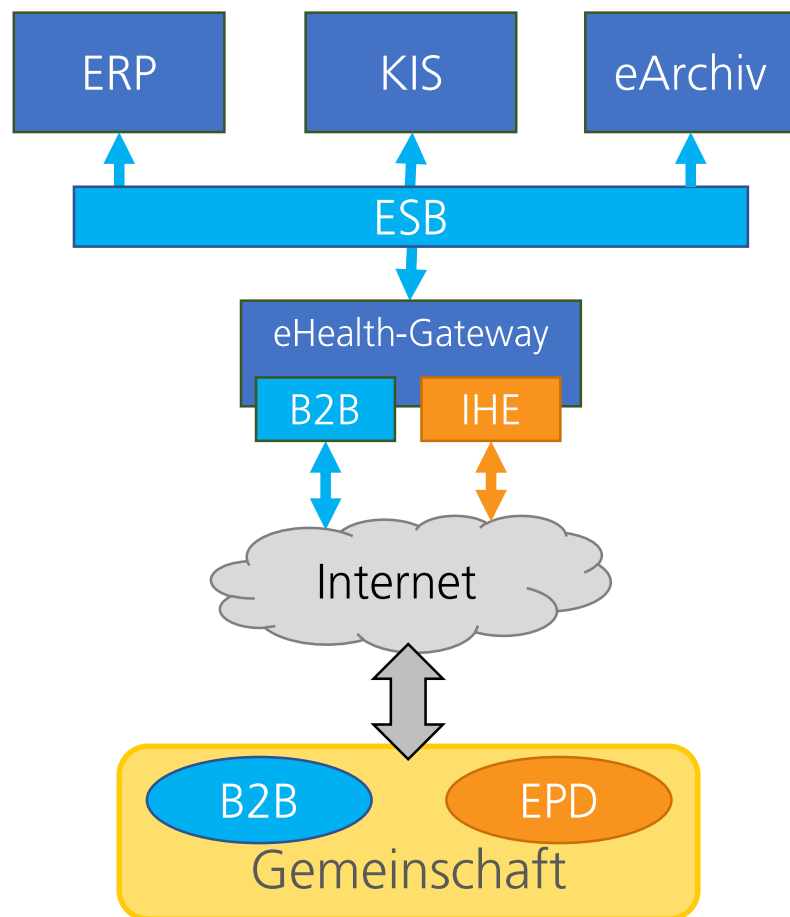 ERP
KIS
eArchiv
ESB
eHealth-Gateway
B2B
IHE
Internet
B2B
EPD
Gemeinschaft